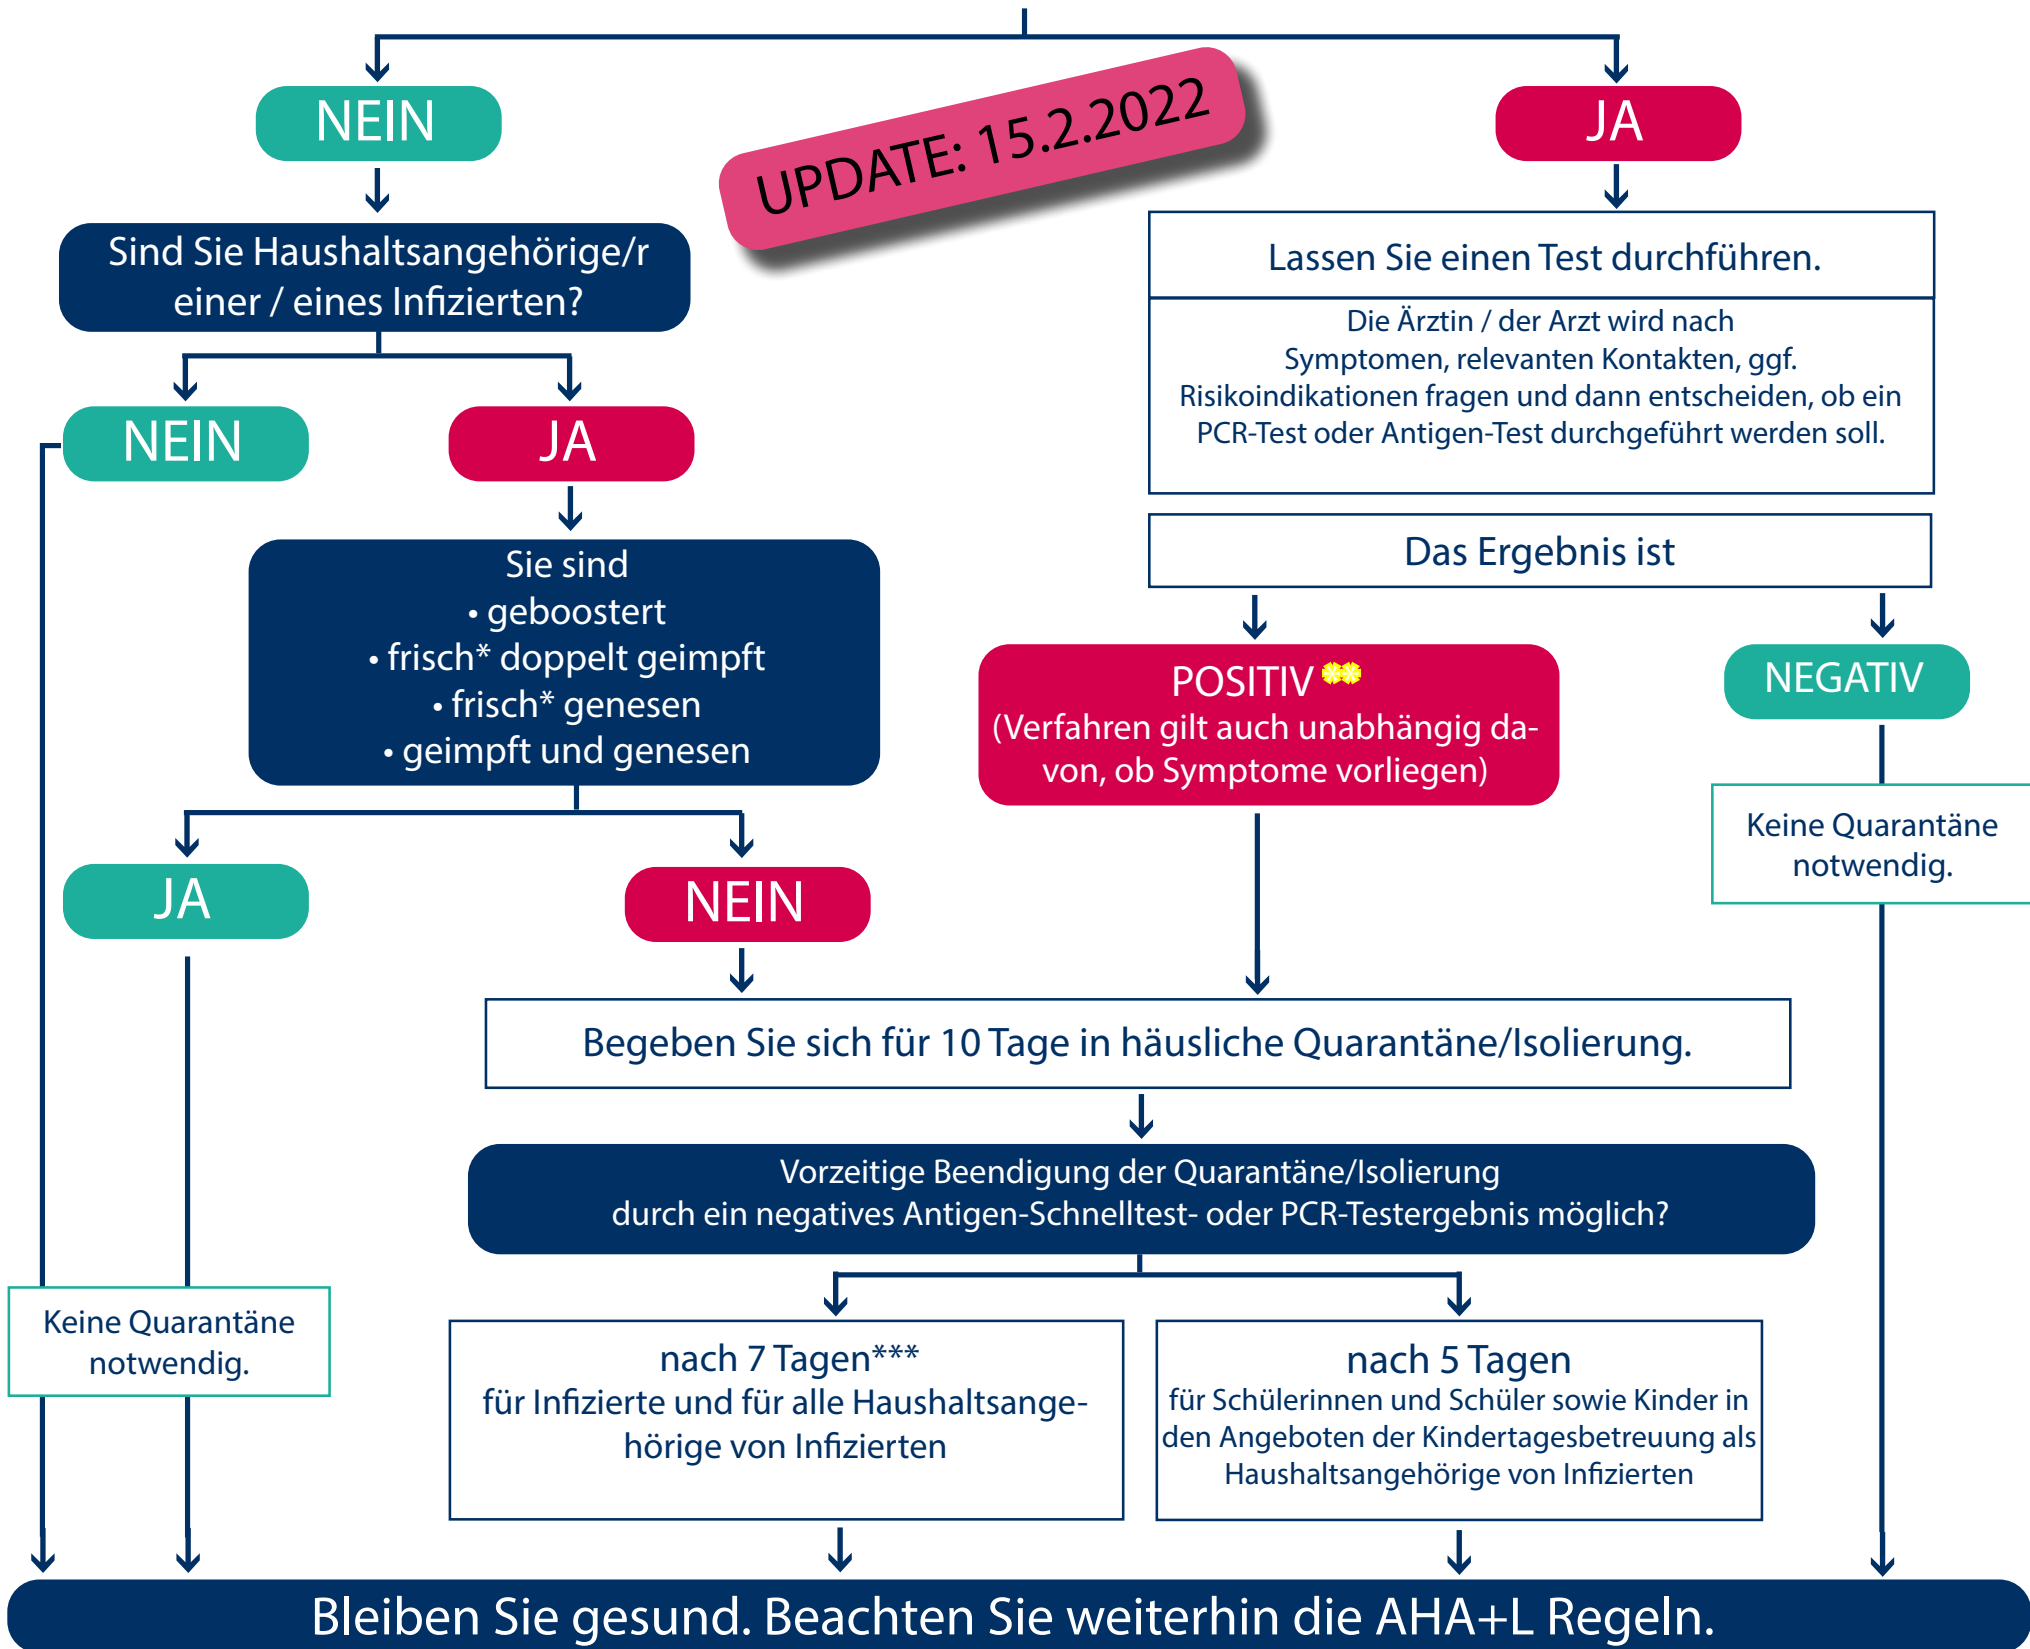 UPDATE: 15.2.2022
NEIN
JA
Sind Sie Haushaltsangehörige/r
einer / eines Infizierten?
NEIN
JA
Sie sind
• geboostert
• frisch* doppelt geimpft
• frisch* genesen
• geimpft und genesen
JA
NEIN
Keine Quarantäne
notwendig.
Lassen Sie einen Test durchführen.
Die Ärztin / der Arzt wird nach
Symptomen, relevanten Kontakten, ggf.
Risikoindikationen fragen und dann entscheiden, ob ein
PCR-Test oder Antigen-Test durchgeführt werden soll.
Das Ergebnis ist
POSITIV **
(Verfahren gilt auch unabhängig da-
von, ob Symptome vorliegen)
NEGATIV
Keine Quarantäne
notwendig.
Begeben Sie sich für 10 Tage in häusliche Quarantäne/Isolierung.
Vorzeitige Beendigung der Quarantäne/Isolierung
durch ein negatives Antigen-Schnelltest- oder PCR-Testergebnis möglich?
nach 7 Tagen***
für Infizierte und für alle Haushaltsange-
hörige von Infizierten
nach 5 Tagen
für Schülerinnen und Schüler sowie Kinder in
den Angeboten der Kindertagesbetreuung als
Haushaltsangehörige von Infizierten
Bleiben Sie gesund. Beachten Sie weiterhin die AHA+L Regeln.